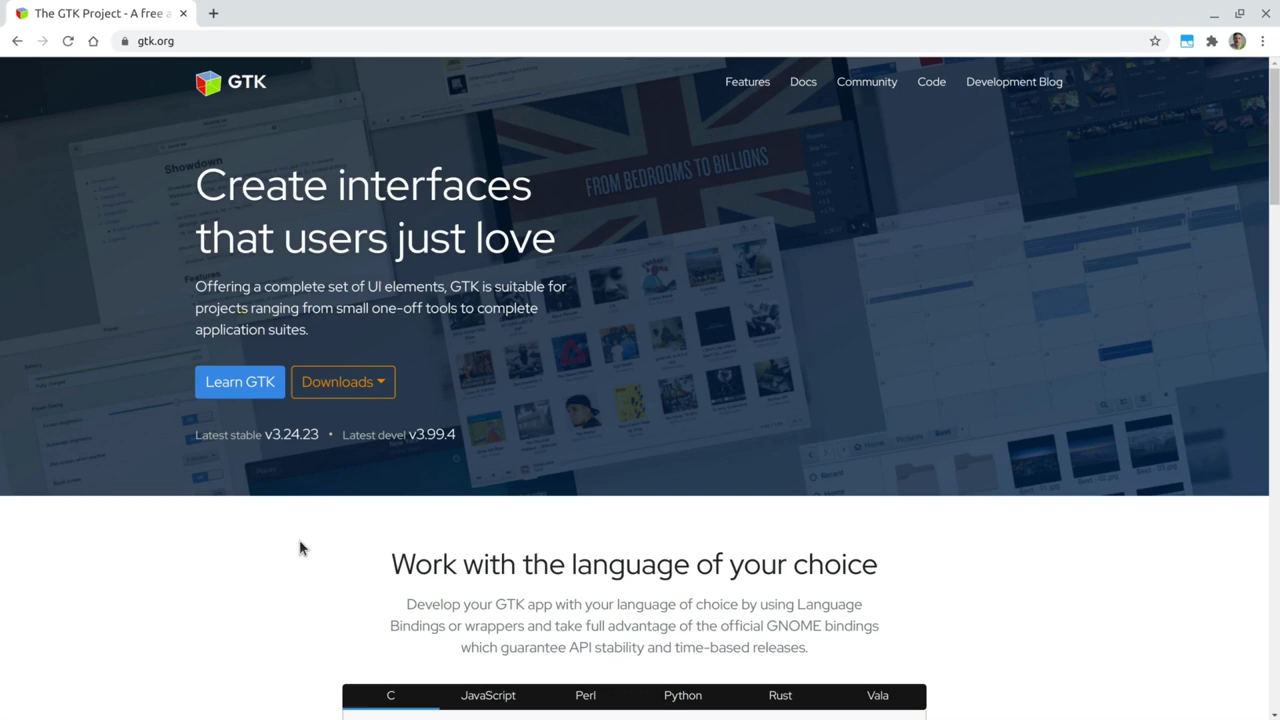 The GTK Project - A free a
gtk.org
GTK
Features
Docs
Community
Code
Development Blog
Showdown
FROM BEDROOMS TO BILLIONS
Create interfaces
that users just love
Features
Offering a complete set of UI elements, GTK is suitable for
projects ranging from small one-off tools to complete
application suites.
Learn GTK
Downloads
Latest stable v3.24.23 • Latest devel v3.99.4
Home
Pictures
Recent
Work with the language of your choice
Develop your GTK app with your language of choice by using Language
Bindings or wrappers and take full advantage of the official GNOME bindings
which guarantee API stability and time-based releases.
C
JavaScript
Perl
Python
Rust
Vala